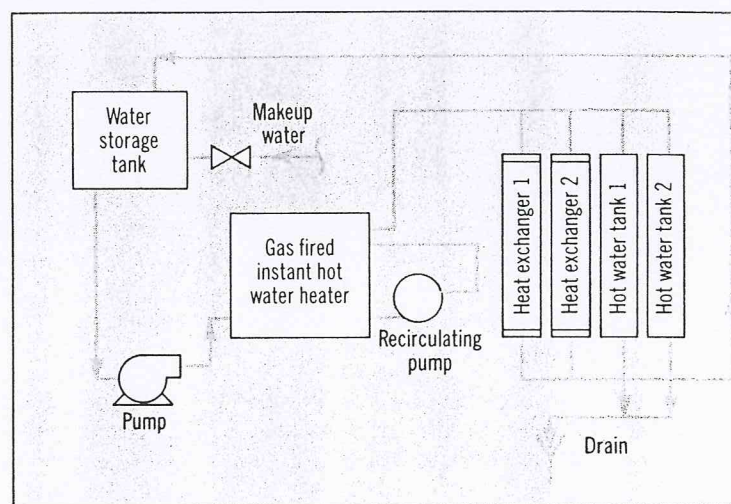 Water
storage
tank
Makeup
water
Gas fired
instant hot
water heater
Recirculating
pump
Pump
Heat exchanger 1
Heat exchanger 2
Hot water tank 1
Hot water tank 2
Drain